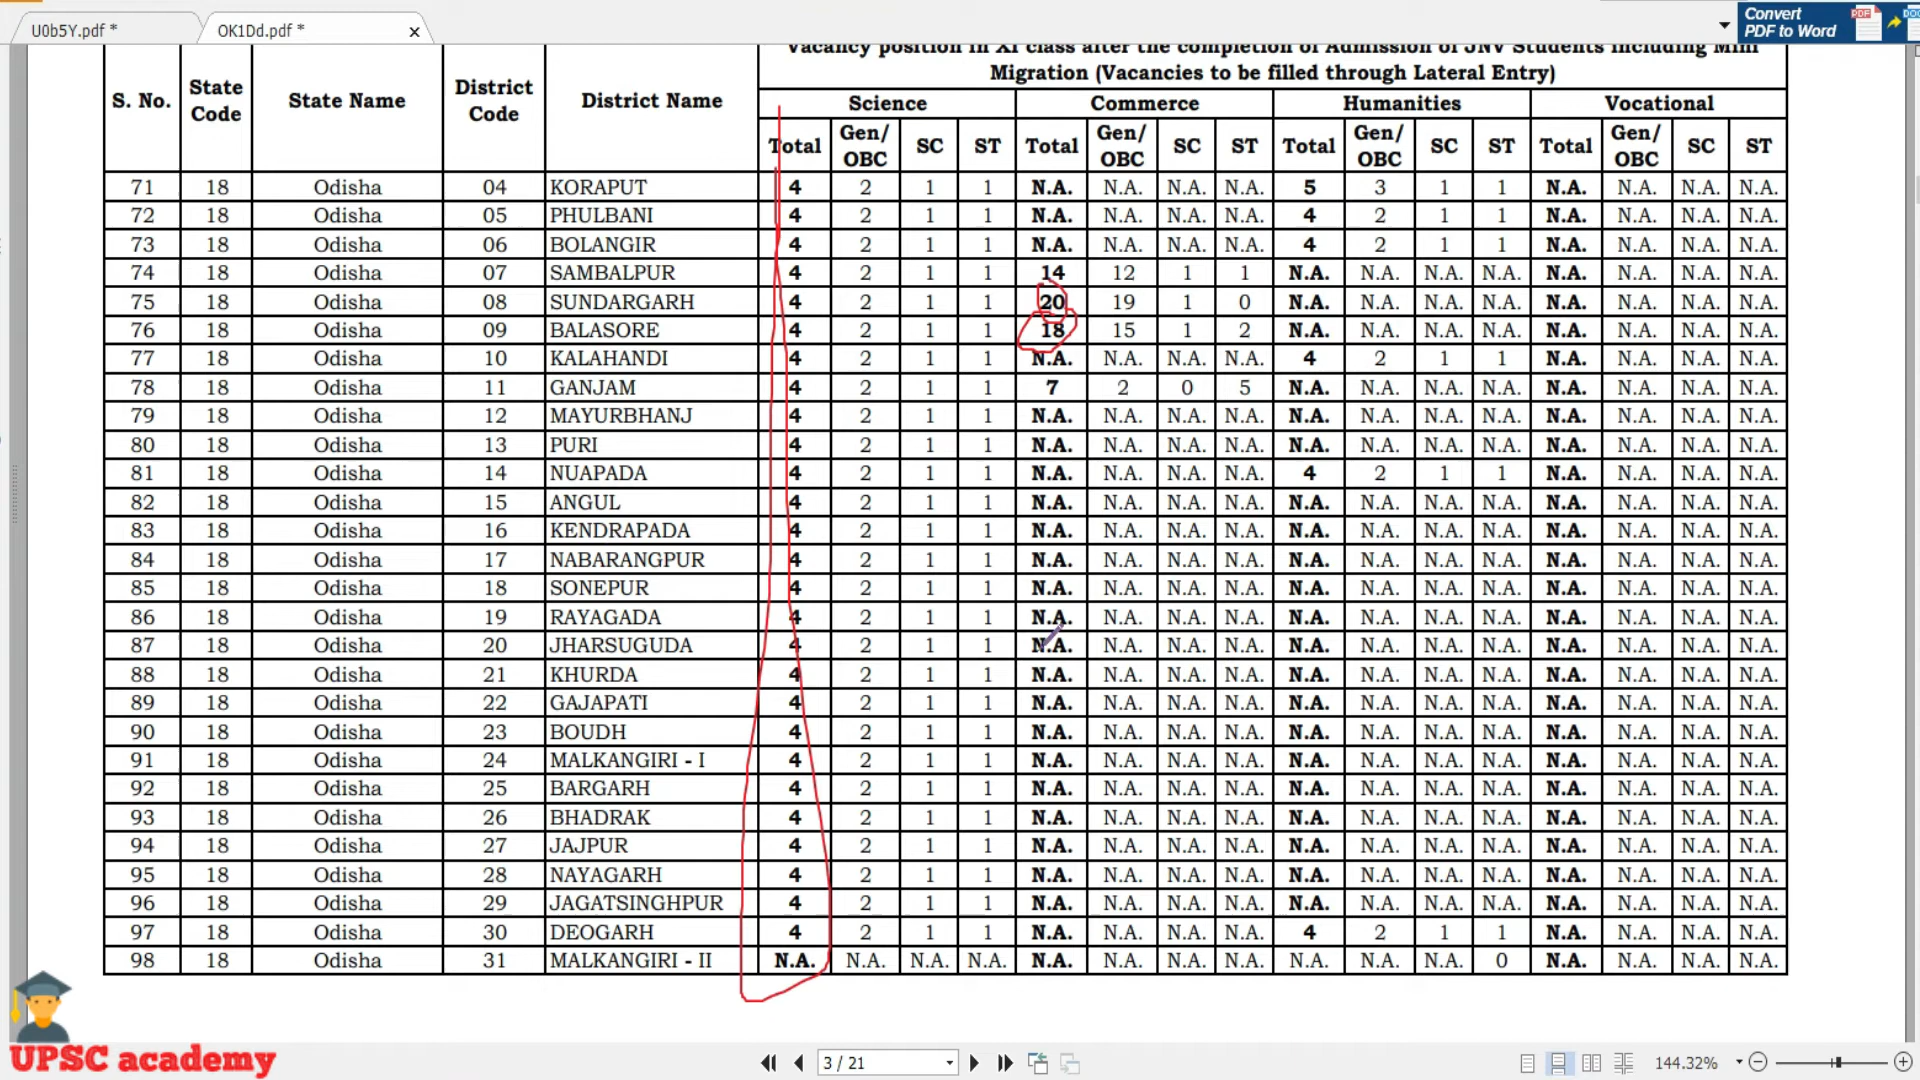 U0b5Y.pdf *
OK1Dd.pdf *
Convert
PDF to Word
Vacancy position in XI class after the completion of Admission of JNV Students including Mini
Migration (Vacancies to be filled through Lateral Entry)
S. No. State Code State Name District Code District Name Science Commerce Humanities Vocational
Total Gen/OBC SC ST Total Gen/OBC SC ST Total Gen/OBC SC ST Total Gen/OBC SC ST
71 18 Odisha 04 KORAPUT 4 2 1 1 N.A. N.A. N.A. N.A. 5 3 1 1 N.A. N.A. N.A. N.A.
72 18 Odisha 05 PHULBANI 4 2 1 1 N.A. N.A. N.A. N.A. 4 2 1 1 N.A. N.A. N.A. N.A.
73 18 Odisha 06 BOLANGIR 4 2 1 1 N.A. N.A. N.A. N.A. 4 2 1 1 N.A. N.A. N.A. N.A.
74 18 Odisha 07 SAMBALPUR 4 2 1 1 14 12 1 1 N.A. N.A. N.A. N.A. N.A. N.A. N.A. N.A.
75 18 Odisha 08 SUNDARGARH 4 2 1 1 20 19 1 0 N.A. N.A. N.A. N.A. N.A. N.A. N.A. N.A.
76 18 Odisha 09 BALASORE 4 2 1 1 18 15 1 2 N.A. N.A. N.A. N.A. N.A. N.A. N.A. N.A.
77 18 Odisha 10 KALAHANDI 4 2 1 1 N.A. N.A. N.A. N.A. 4 2 1 1 N.A. N.A. N.A. N.A.
78 18 Odisha 11 GANJAM 4 2 1 1 7 2 0 5 N.A. N.A. N.A. N.A. N.A. N.A. N.A. N.A.
79 18 Odisha 12 MAYURBHANJ 4 2 1 1 N.A. N.A. N.A. N.A. N.A. N.A. N.A. N.A. N.A. N.A. N.A. N.A.
80 18 Odisha 13 PURI 4 2 1 1 N.A. N.A. N.A. N.A. N.A. N.A. N.A. N.A. N.A. N.A. N.A. N.A.
81 18 Odisha 14 NUAPADA 4 2 1 1 N.A. N.A. N.A. N.A. 4 2 1 1 N.A. N.A. N.A. N.A.
82 18 Odisha 15 ANGUL 4 2 1 1 N.A. N.A. N.A. N.A. N.A. N.A. N.A. N.A. N.A. N.A. N.A. N.A.
83 18 Odisha 16 KENDRAPADA 4 2 1 1 N.A. N.A. N.A. N.A. N.A. N.A. N.A. N.A. N.A. N.A. N.A. N.A.
84 18 Odisha 17 NABARANGPUR 4 2 1 1 N.A. N.A. N.A. N.A. N.A. N.A. N.A. N.A. N.A. N.A. N.A. N.A.
85 18 Odisha 18 SONEPUR 4 2 1 1 N.A. N.A. N.A. N.A. N.A. N.A. N.A. N.A. N.A. N.A. N.A. N.A.
86 18 Odisha 19 RAYAGADA 4 2 1 1 N.A. N.A. N.A. N.A. N.A. N.A. N.A. N.A. N.A. N.A. N.A. N.A.
87 18 Odisha 20 JHARSUGUDA 4 2 1 1 N.A. N.A. N.A. N.A. N.A. N.A. N.A. N.A. N.A. N.A. N.A. N.A.
88 18 Odisha 21 KHURDA 4 2 1 1 N.A. N.A. N.A. N.A. N.A. N.A. N.A. N.A. N.A. N.A. N.A. N.A.
89 18 Odisha 22 GAJAPATI 4 2 1 1 N.A. N.A. N.A. N.A. N.A. N.A. N.A. N.A. N.A. N.A. N.A. N.A.
90 18 Odisha 23 BOUDH 4 2 1 1 N.A. N.A. N.A. N.A. N.A. N.A. N.A. N.A. N.A. N.A. N.A. N.A.
91 18 Odisha 24 MALKANGIRI - I 4 2 1 1 N.A. N.A. N.A. N.A. N.A. N.A. N.A. N.A. N.A. N.A. N.A. N.A.
92 18 Odisha 25 BARGARH 4 2 1 1 N.A. N.A. N.A. N.A. N.A. N.A. N.A. N.A. N.A. N.A. N.A. N.A.
93 18 Odisha 26 BHADRAK 4 2 1 1 N.A. N.A. N.A. N.A. N.A. N.A. N.A. N.A. N.A. N.A. N.A. N.A.
94 18 Odisha 27 JAJPUR 4 2 1 1 N.A. N.A. N.A. N.A. N.A. N.A. N.A. N.A. N.A. N.A. N.A. N.A.
95 18 Odisha 28 NAYAGARH 4 2 1 1 N.A. N.A. N.A. N.A. N.A. N.A. N.A. N.A. N.A. N.A. N.A. N.A.
96 18 Odisha 29 JAGATSINGHPUR 4 2 1 1 N.A. N.A. N.A. N.A. N.A. N.A. N.A. N.A. N.A. N.A. N.A. N.A.
97 18 Odisha 30 DEOGARH 4 2 1 1 N.A. N.A. N.A. N.A. 4 2 1 1 N.A. N.A. N.A. N.A.
98 18 Odisha 31 MALKANGIRI - II N.A. N.A. N.A. N.A. N.A. N.A. N.A. N.A. N.A. N.A. N.A. 0 N.A. N.A. N.A. N.A.
UPSC academy
3 / 21
144.32%